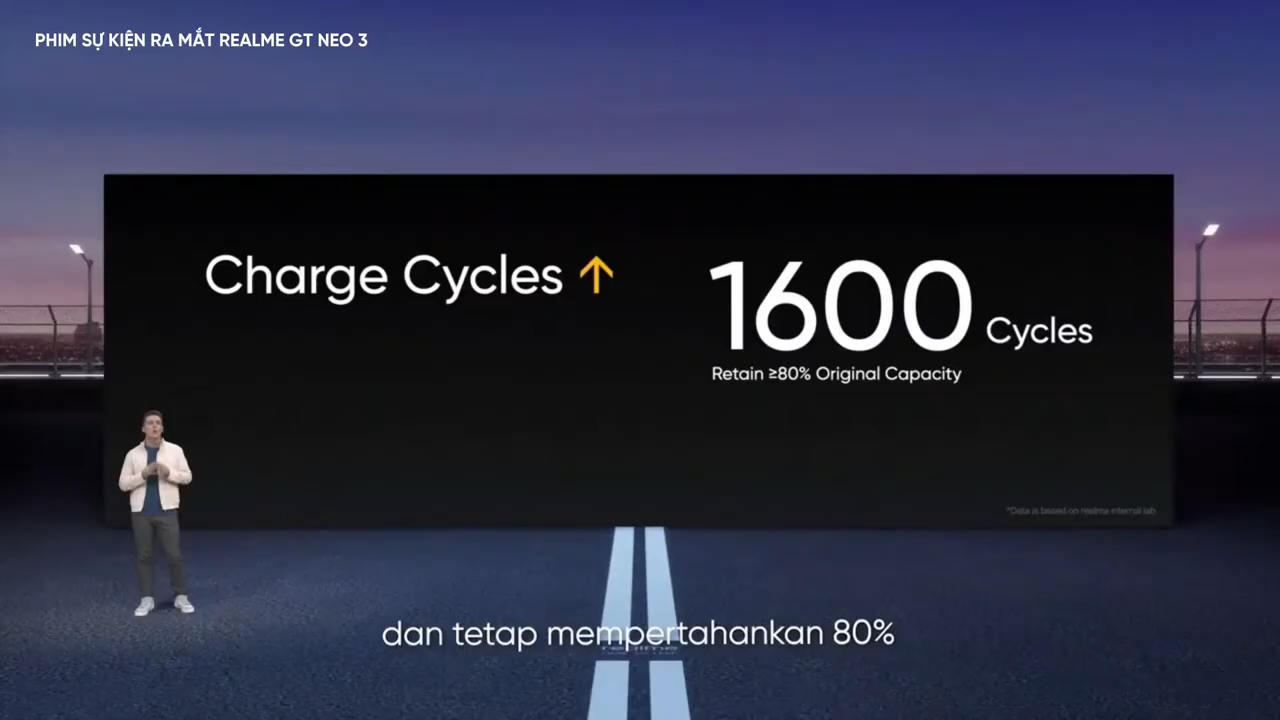 PHIM SỰ KIỆN RA MẮT REALME GT NEO 3
Charge Cycles ↑
1600 Cycles
Retain ≥80% Original Capacity
*Data is based on realme internal lab
dan tetap mempertahankan 80%